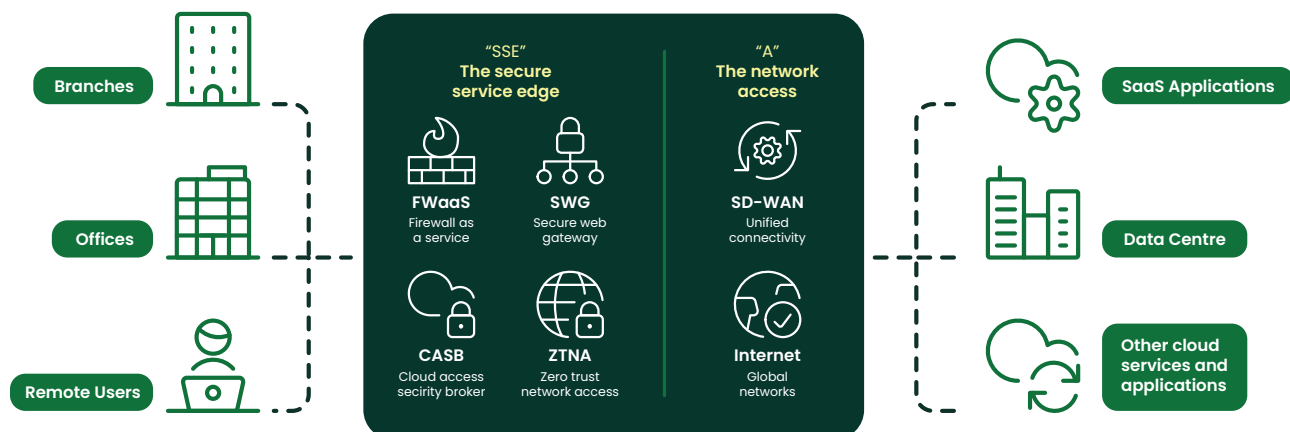 Branches
Offices
Remote Users
“SSE”
The secure
service edge
FWaaS
Firewall as
a service
SWG
Secure web
gateway
CASB
Cloud access
secirity broker
ZTNA
Zero trust
network access
“A”
The network
access
SD-WAN
Unified
connectivity
Internet
Global
networks
SaaS Applications
Data Centre
Other cloud
services and
applications